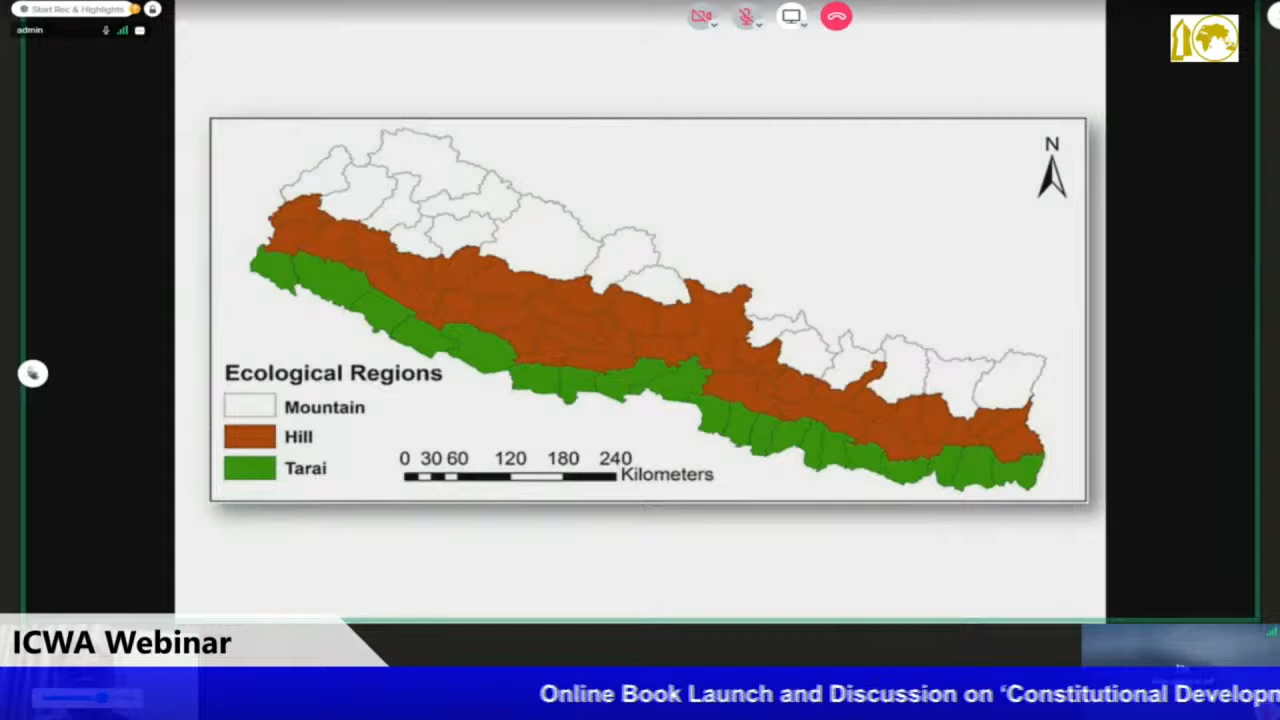 Start Rec & Highlights
admin
N
Ecological Regions
Mountain
Hill
Tarai
0 30 60 120 180 240
Kilometers
ICWA Webinar
Online Book Launch and Discussion on ‘Constitutional Developm